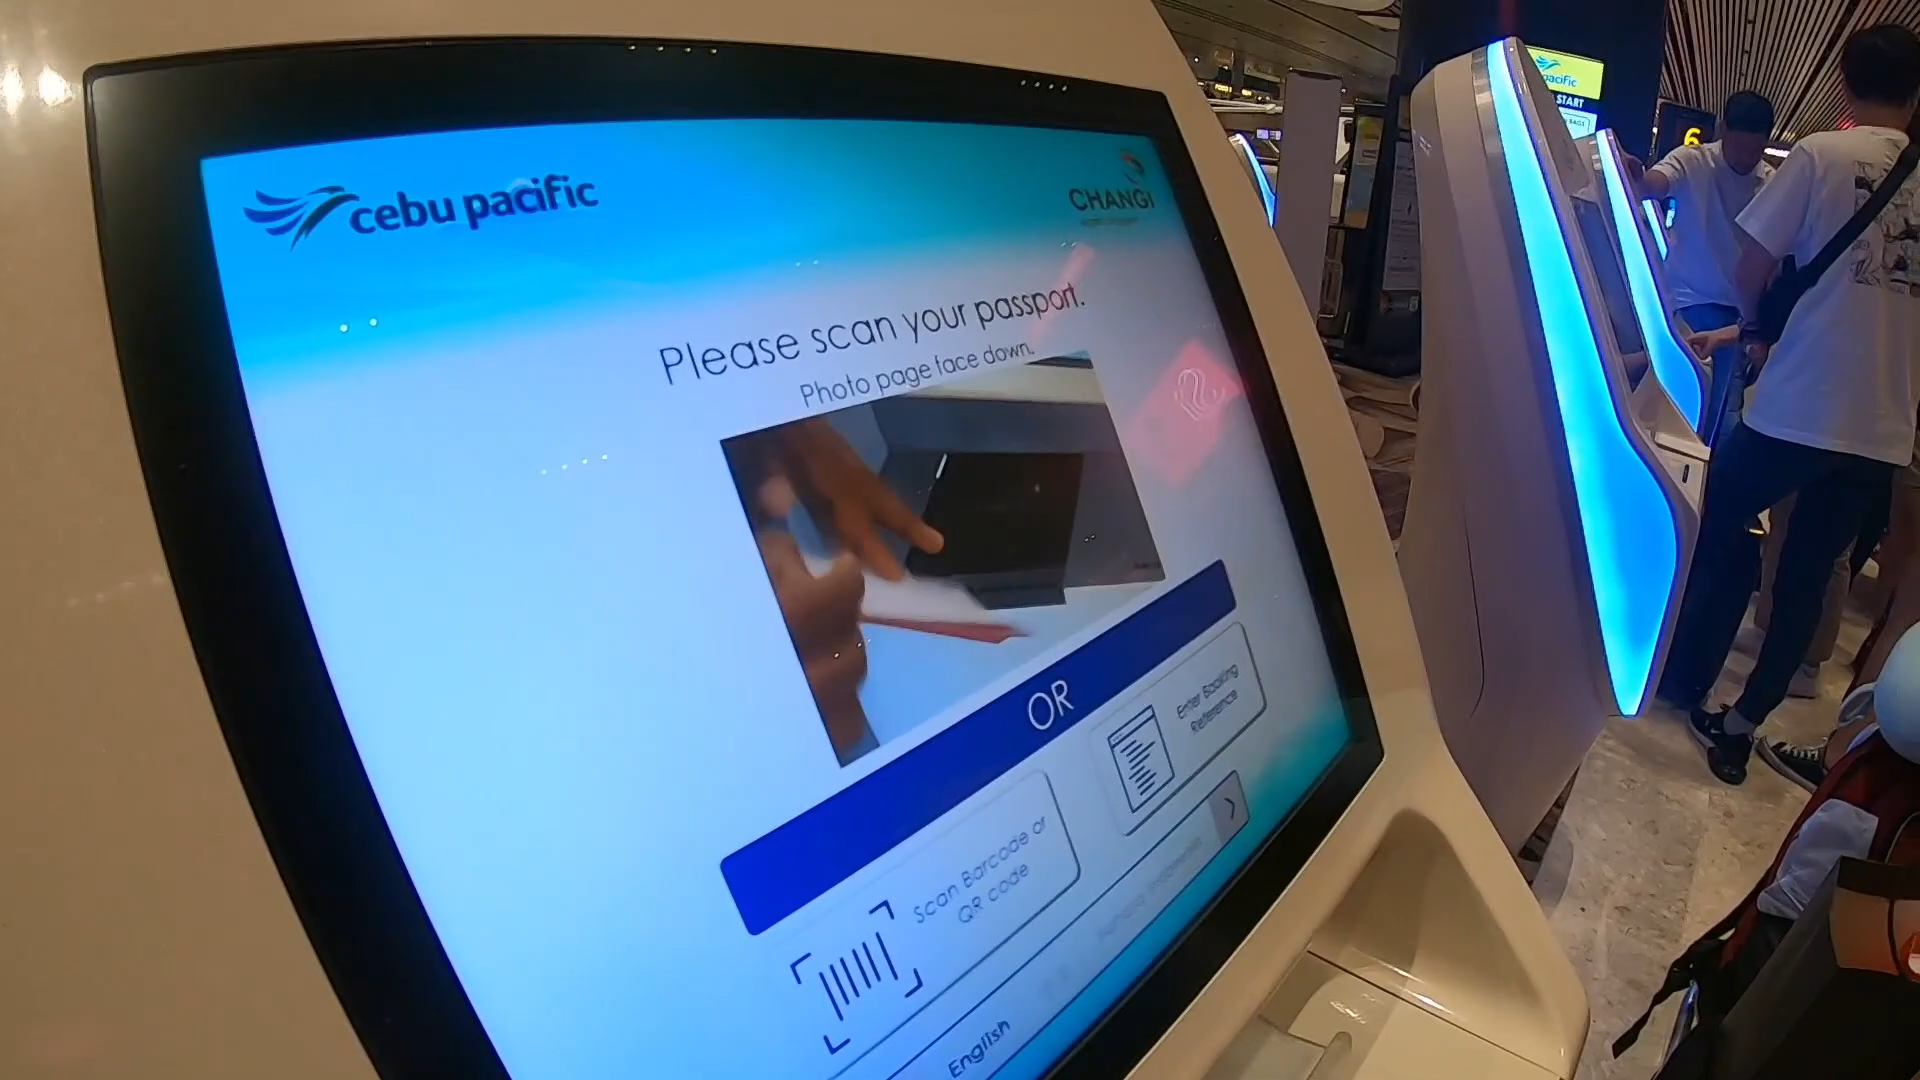 cebu pacific
CHANGI
Please scan your passport.
Photo page face down.
OR
Scan Barcode or
QR code
Enter Booking
Reference
English
pacific
START
BAGS
6